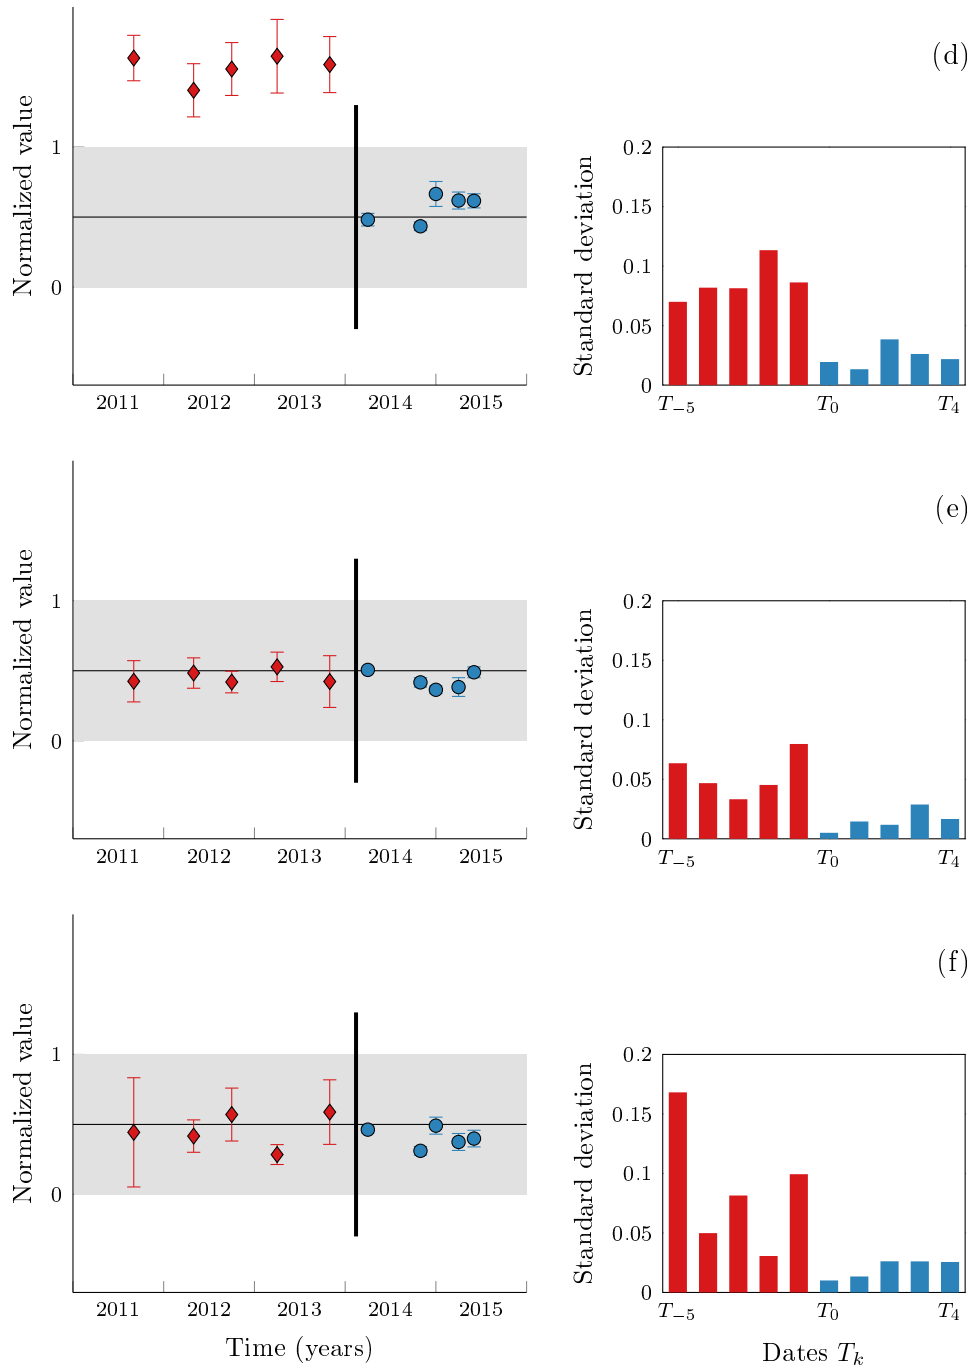 (d)
Normalized value
1
0
2011 2012 2013 2014 2015
Standard deviation
0.2
0.15
0.1
0.05
0
T−5 T0 T4
(e)
Normalized value
1
0
2011 2012 2013 2014 2015
Standard deviation
0.2
0.15
0.1
0.05
0
T−5 T0 T4
(f)
Normalized value
1
0
2011 2012 2013 2014 2015
Time (years)
Standard deviation
0.2
0.15
0.1
0.05
0
T−5 T0 T4
Dates Tk